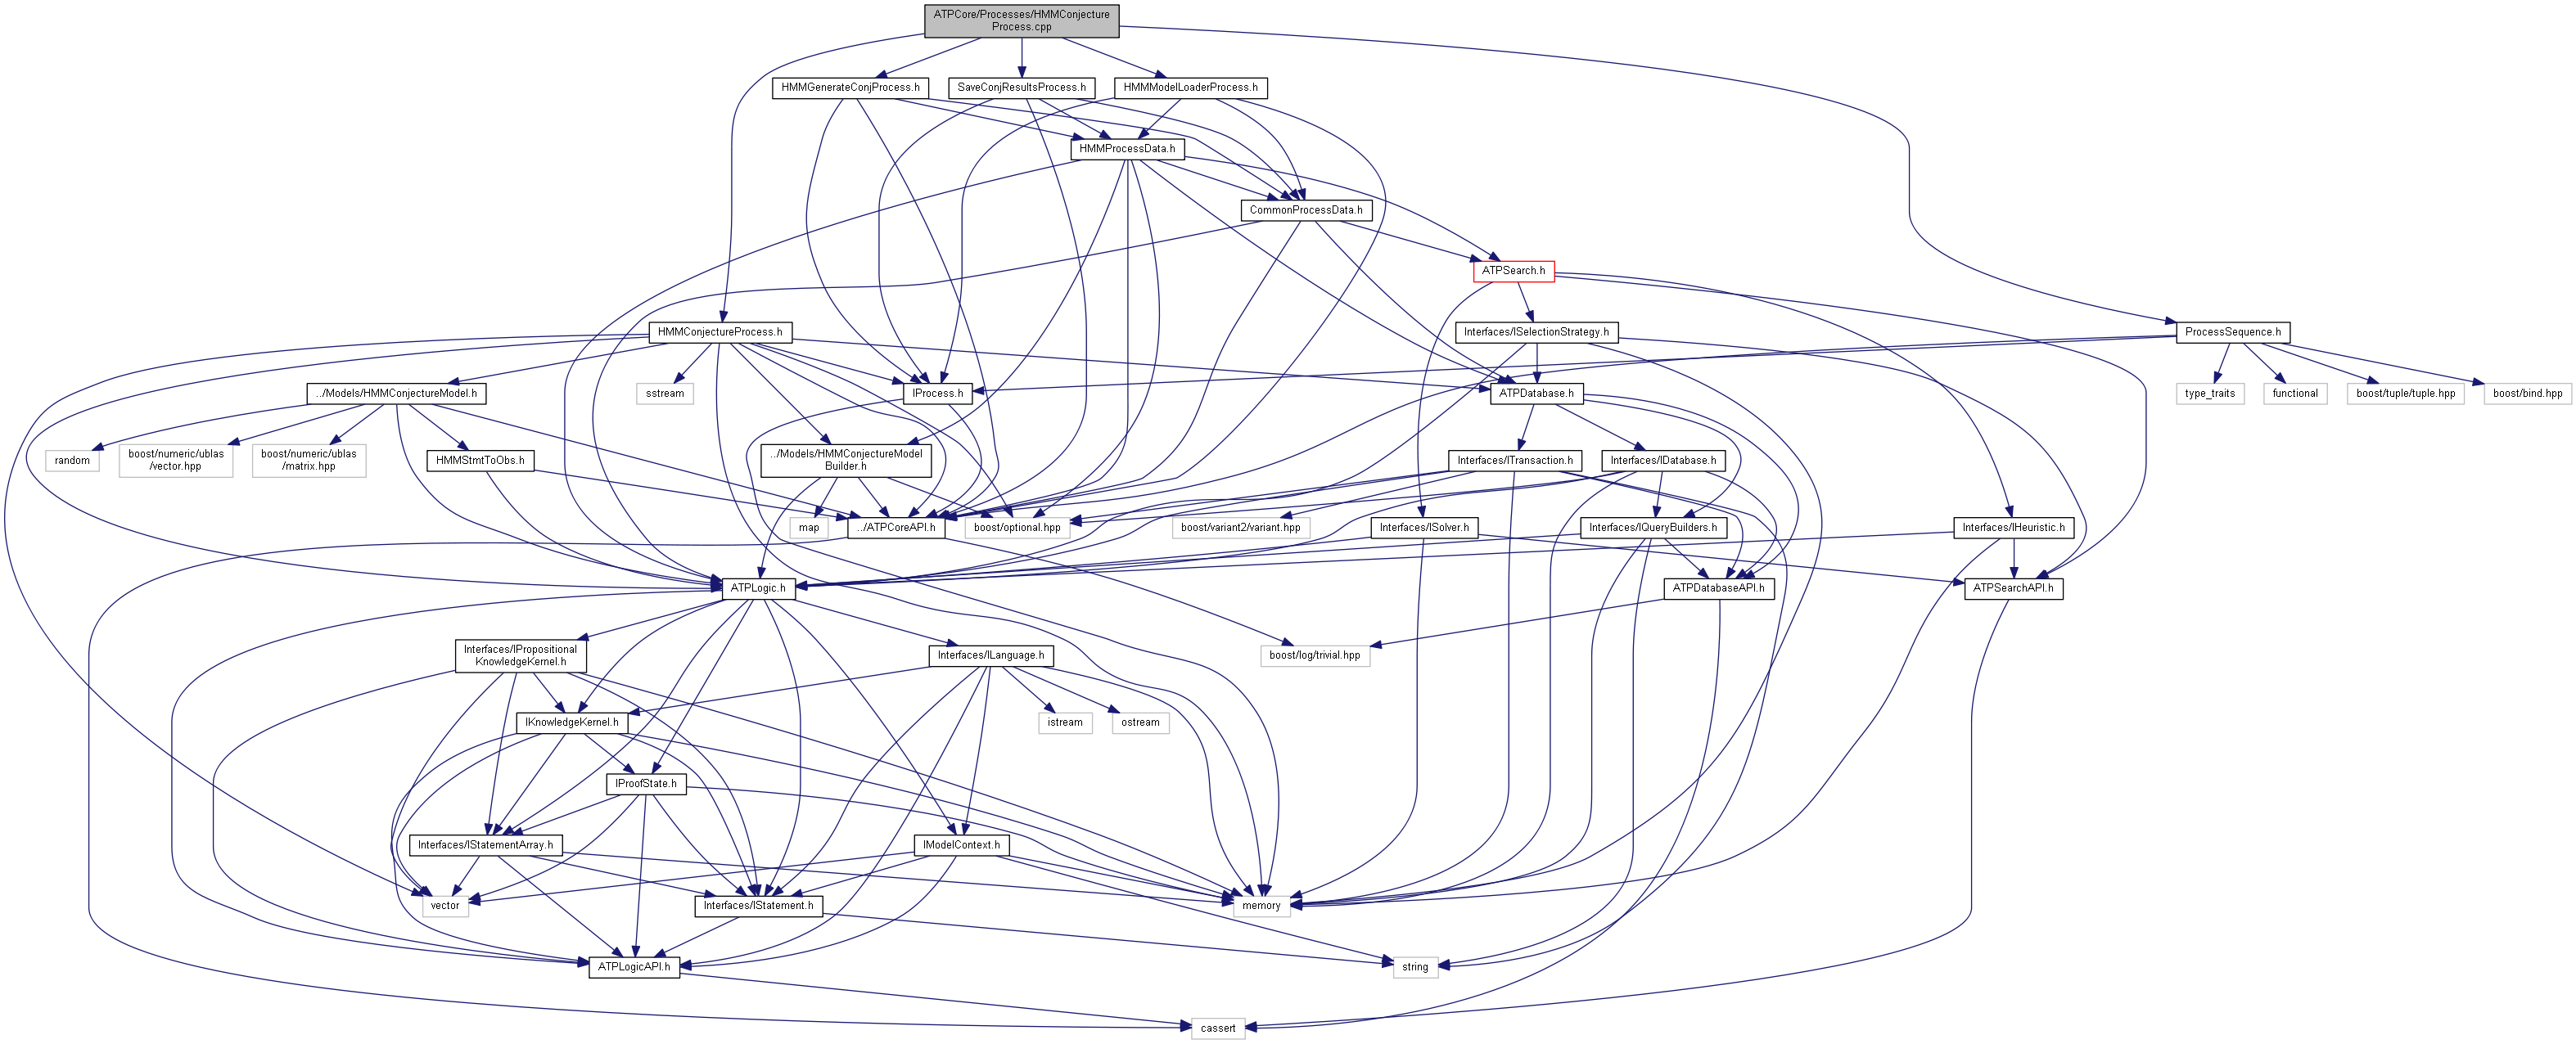 ATPCore/Processes/HMMConjecture
Process.cpp
HMMGenerateConjProcess.h
SaveConjResultsProcess.h
HMMModelLoaderProcess.h
HMMProcessData.h
CommonProcessData.h
ATPSearch.h
HMMConjectureProcess.h
Interfaces/ISelectionStrategy.h
ProcessSequence.h
../Models/HMMConjectureModel.h
sstream
IProcess.h
ATPDatabase.h
type_traits
functional
boost/tuple/tuple.hpp
boost/bind.hpp
random
boost/numeric/ublas
/vector.hpp
boost/numeric/ublas
/matrix.hpp
HMMStmtToObs.h
../Models/HMMConjectureModel
Builder.h
Interfaces/ITransaction.h
Interfaces/IDatabase.h
map
../ATPCoreAPI.h
boost/optional.hpp
boost/variant2/variant.hpp
Interfaces/ISolver.h
Interfaces/IQueryBuilders.h
Interfaces/IHeuristic.h
ATPLogic.h
ATPDatabaseAPI.h
ATPSearchAPI.h
Interfaces/IPropositional
KnowledgeKernel.h
Interfaces/ILanguage.h
boost/log/trivial.hpp
IKnowledgeKernel.h
istream
ostream
IProofState.h
Interfaces/IStatementArray.h
IModelContext.h
vector
Interfaces/IStatement.h
memory
ATPLogicAPI.h
string
cassert